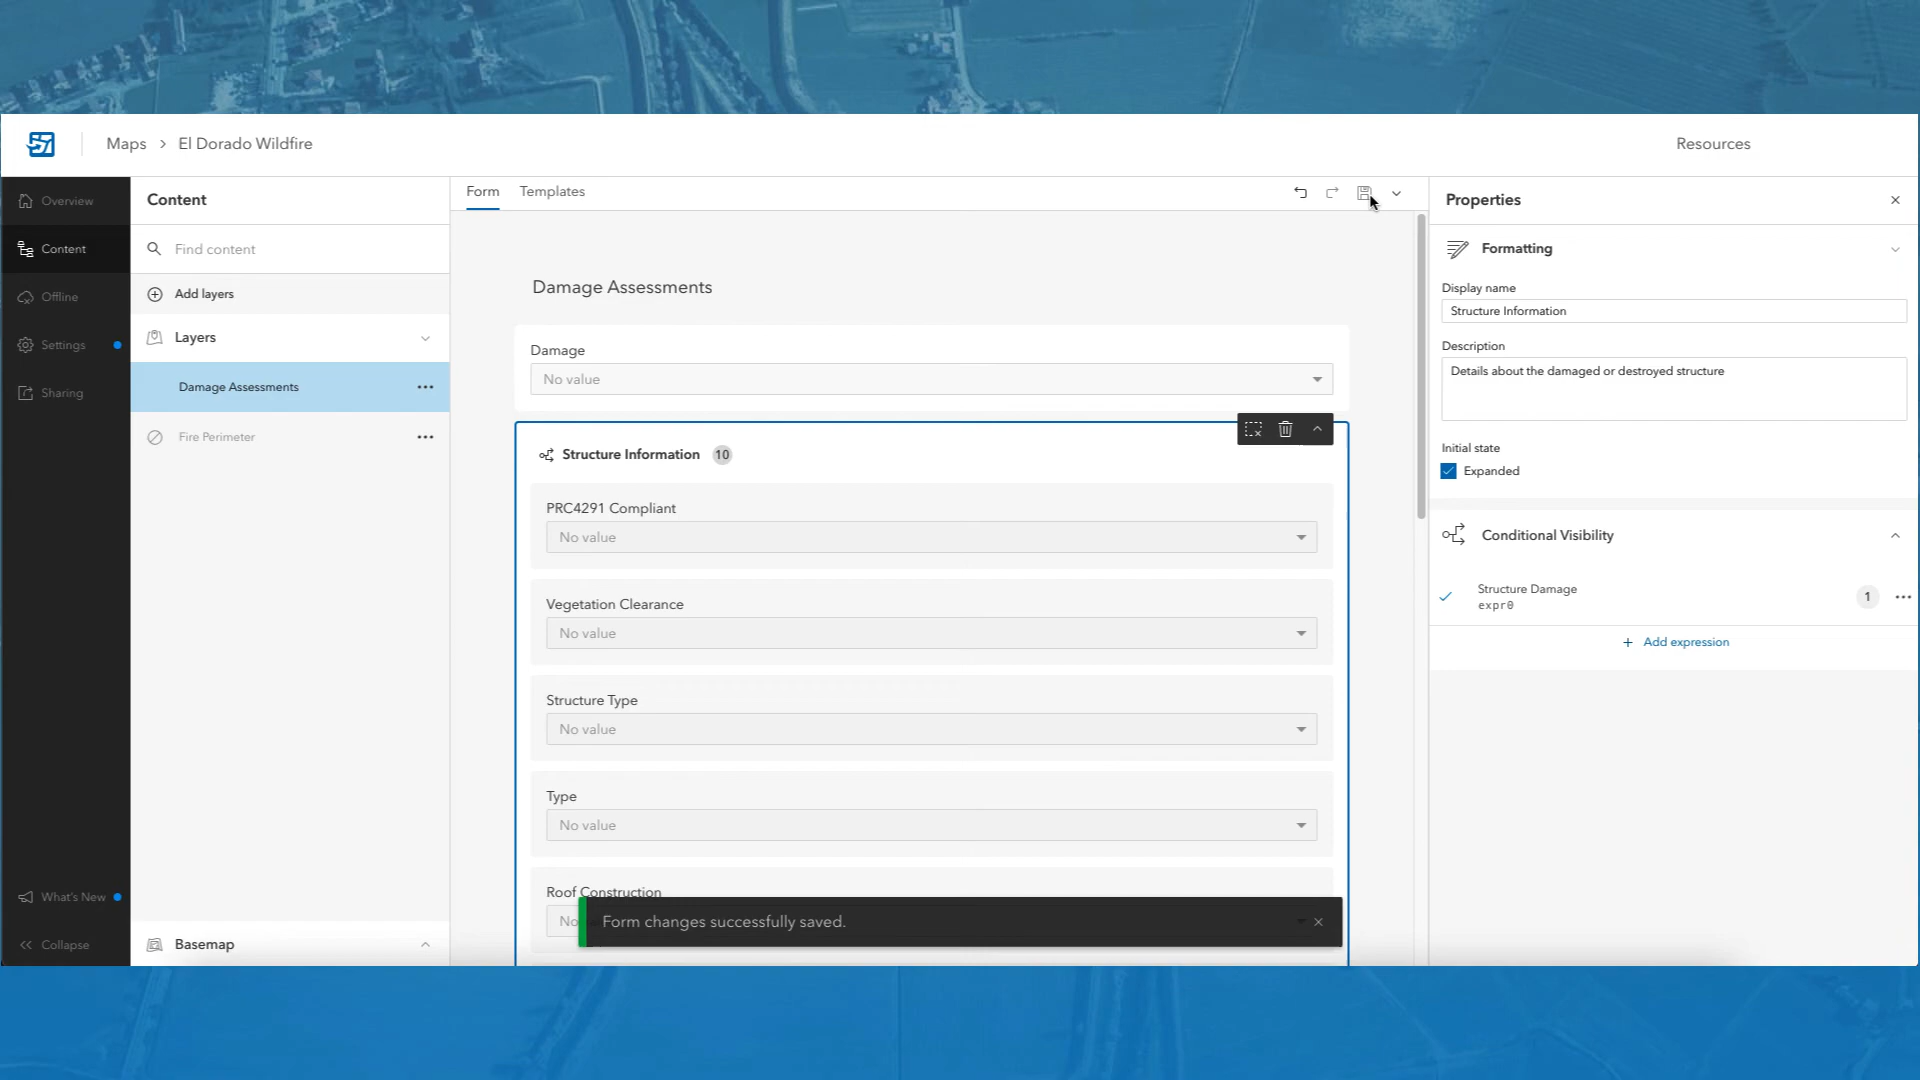 Maps > El Dorado Wildfire
Resources
Overview
Content
Offline
Settings
Sharing
What's New
Collapse
Content
Find content
Add layers
Layers
Damage Assessments
Fire Perimeter
Basemap
Form
Templates
Damage Assessments
Damage
No value
Structure Information 10
PRC4291 Compliant
No value
Vegetation Clearance
No value
Structure Type
No value
Type
No value
Roof Construction
No
Form changes successfully saved.
Properties
Formatting
Display name
Structure Information
Description
Details about the damaged or destroyed structure
Initial state
Expanded
Conditional Visibility
Structure Damage
expr0
1
+ Add expression